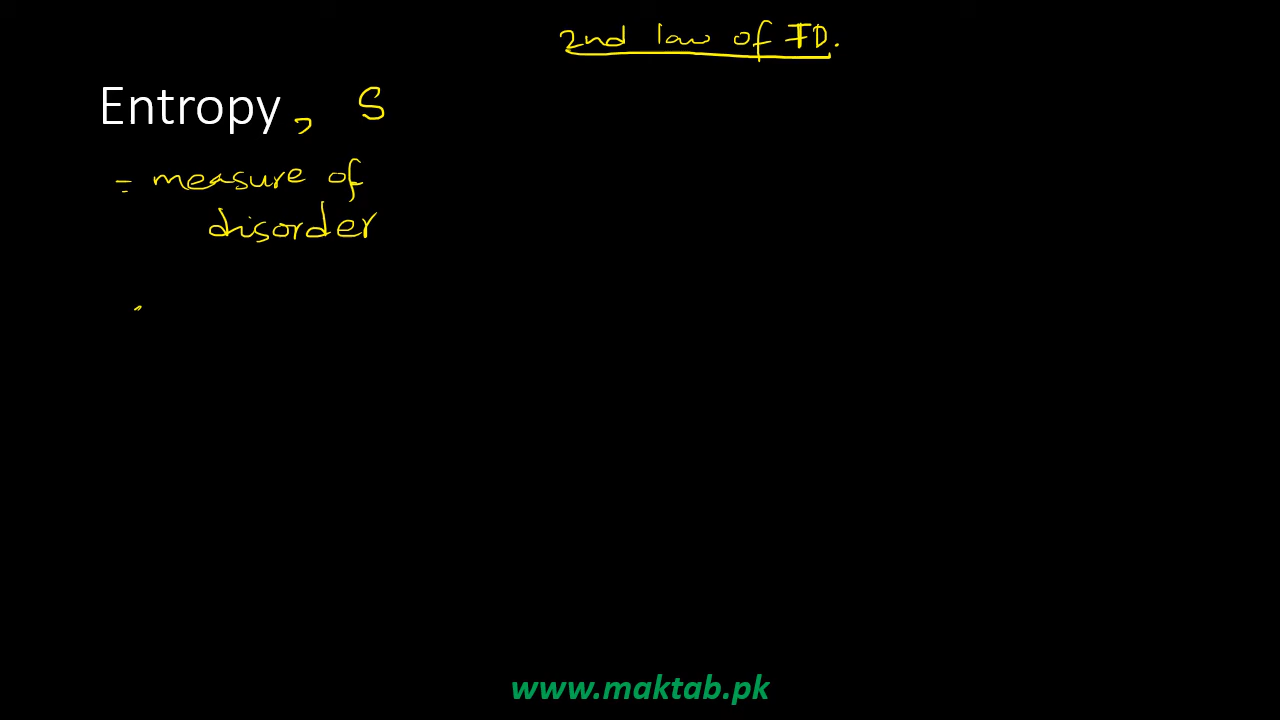 2nd law of TD.
Entropy, S
= measure of
disorder
www.maktab.pk